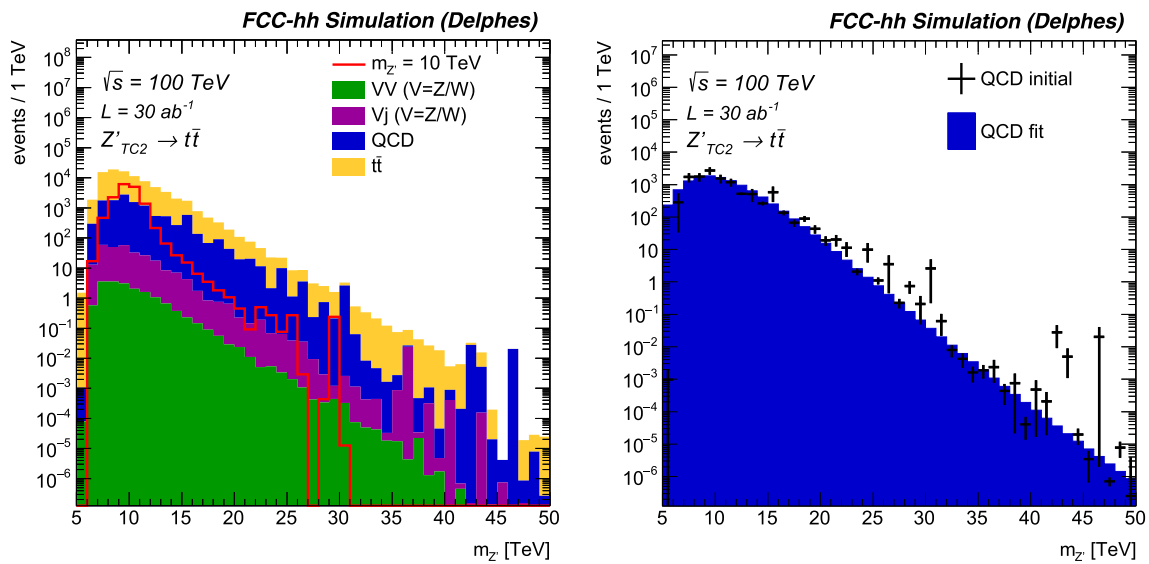 FCC-hh Simulation (Delphes)
events / 1 TeV
√s = 100 TeV
L = 30 ab⁻¹
Z'TC2 → tt̄
mZ' = 10 TeV
VV (V=Z/W)
Vj (V=Z/W)
QCD
tt̄
10⁸
10⁷
10⁶
10⁵
10⁴
10³
10²
10
1
10⁻¹
10⁻²
10⁻³
10⁻⁴
10⁻⁵
10⁻⁶
5 10 15 20 25 30 35 40 45 50
mZ' [TeV]
FCC-hh Simulation (Delphes)
events / 1 TeV
√s = 100 TeV
L = 30 ab⁻¹
Z'TC2 → tt̄
QCD initial
QCD fit
10⁷
10⁶
10⁵
10⁴
10³
10²
10
1
10⁻¹
10⁻²
10⁻³
10⁻⁴
10⁻⁵
10⁻⁶
5 10 15 20 25 30 35 40 45 50
mZ' [TeV]